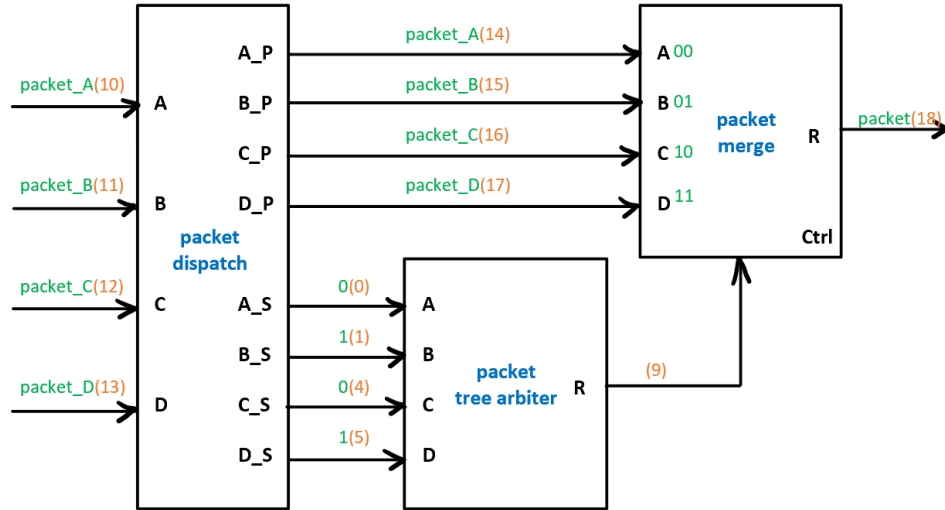 A_P
packet_A(14)
A 00
packet_A(10)
A
B_P
packet_B(15)
B 01
packet
merge
R
packet(18)
C_P
packet_C(16)
C 10
packet_B(11)
B
D_P
packet_D(17)
D 11
packet
dispatch
Ctrl
packet_C(12)
C
A_S
0(0)
A
B_S
1(1)
B
packet
tree arbiter
R
(9)
packet_D(13)
D
C_S
0(4)
C
D_S
1(5)
D